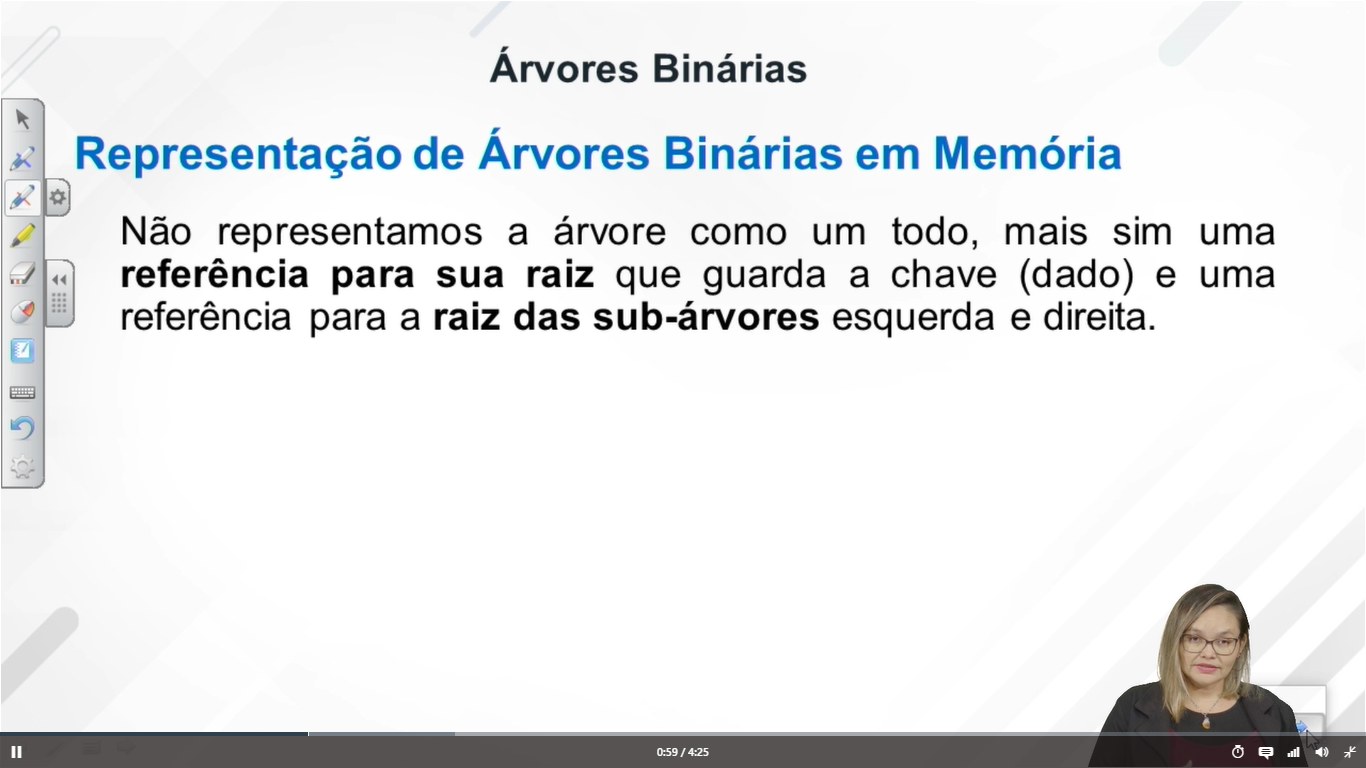 Árvores Binárias
Representação de Árvores Binárias em Memória
Não representamos a árvore como um todo, mais sim uma
referência para sua raiz que guarda a chave (dado) e uma
referência para a raiz das sub-árvores esquerda e direita.
0:59 / 4:25